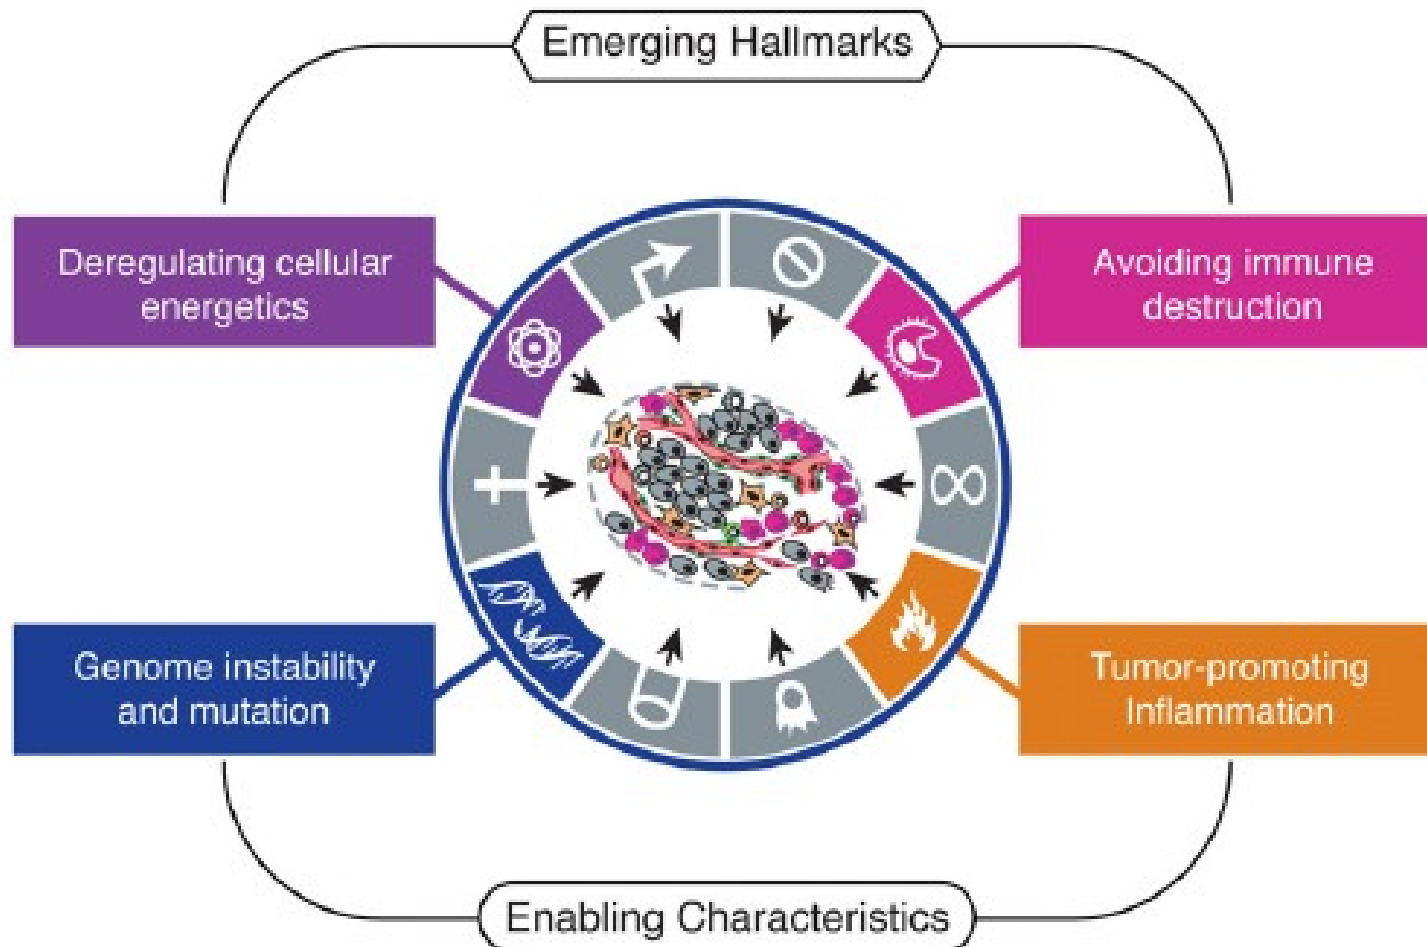 Emerging Hallmarks
Deregulating cellular
energetics
Avoiding immune
destruction
Genome instability
and mutation
Tumor-promoting
Inflammation
Enabling Characteristics